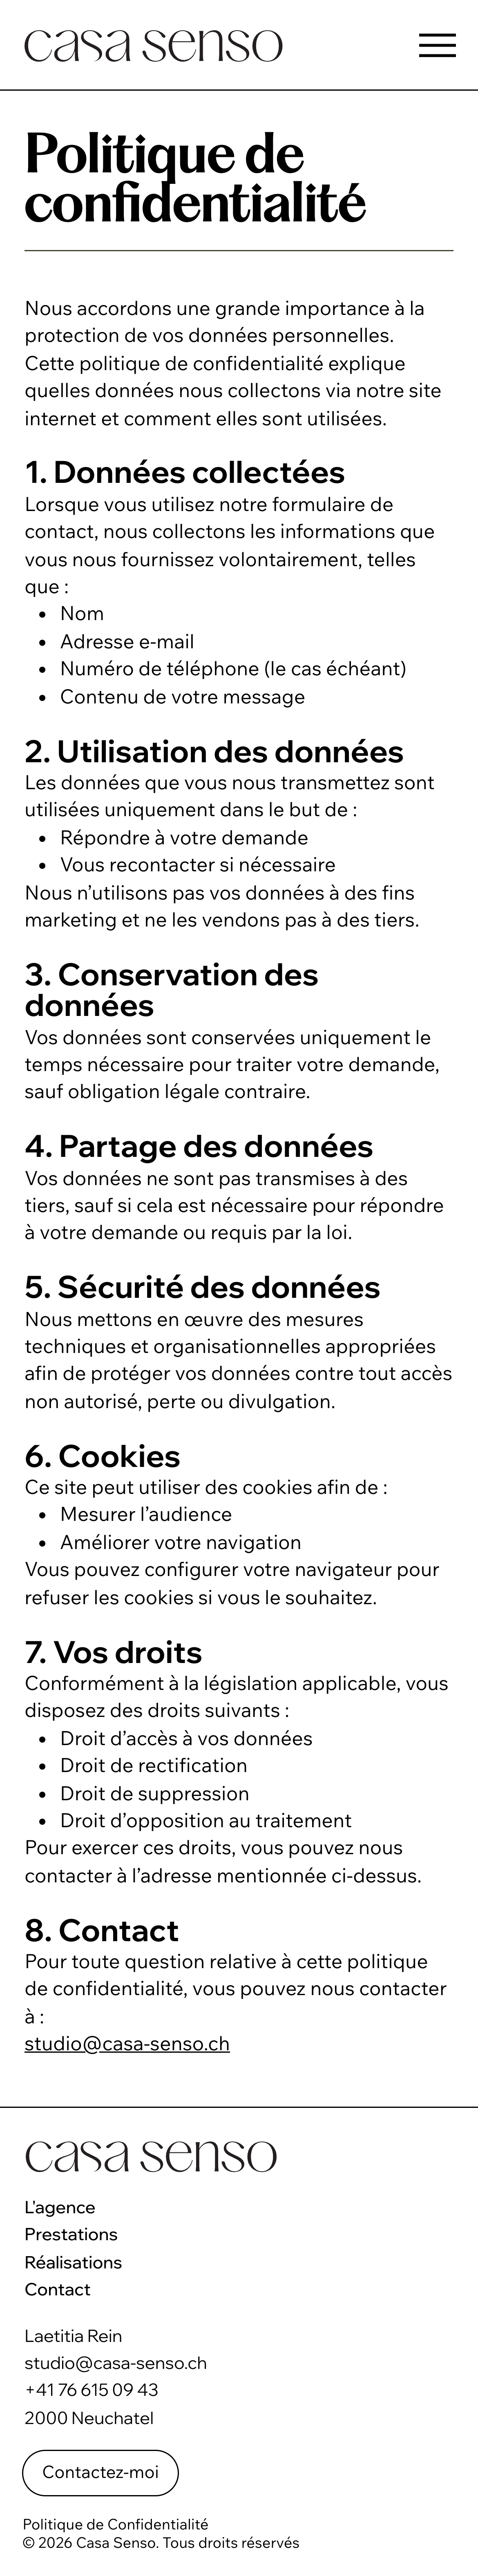 casa senso
Politique de
confidentialité
Nous accordons une grande importance à la
protection de vos données personnelles.
Cette politique de confidentialité explique
quelles données nous collectons via notre site
internet et comment elles sont utilisées.
1. Données collectées
Lorsque vous utilisez notre formulaire de
contact, nous collectons les informations que
vous nous fournissez volontairement, telles
que :
• Nom
• Adresse e-mail
• Numéro de téléphone (le cas échéant)
• Contenu de votre message
2. Utilisation des données
Les données que vous nous transmettez sont
utilisées uniquement dans le but de :
• Répondre à votre demande
• Vous recontacter si nécessaire
Nous n’utilisons pas vos données à des fins
marketing et ne les vendons pas à des tiers.
3. Conservation des
données
Vos données sont conservées uniquement le
temps nécessaire pour traiter votre demande,
sauf obligation légale contraire.
4. Partage des données
Vos données ne sont pas transmises à des
tiers, sauf si cela est nécessaire pour répondre
à votre demande ou requis par la loi.
5. Sécurité des données
Nous mettons en œuvre des mesures
techniques et organisationnelles appropriées
afin de protéger vos données contre tout accès
non autorisé, perte ou divulgation.
6. Cookies
Ce site peut utiliser des cookies afin de :
• Mesurer l’audience
• Améliorer votre navigation
Vous pouvez configurer votre navigateur pour
refuser les cookies si vous le souhaitez.
7. Vos droits
Conformément à la législation applicable, vous
disposez des droits suivants :
• Droit d’accès à vos données
• Droit de rectification
• Droit de suppression
• Droit d’opposition au traitement
Pour exercer ces droits, vous pouvez nous
contacter à l’adresse mentionnée ci-dessus.
8. Contact
Pour toute question relative à cette politique
de confidentialité, vous pouvez nous contacter
à :
studio@casa-senso.ch
casa senso
L'agence
Prestations
Réalisations
Contact
Laetitia Rein
studio@casa-senso.ch
+41 76 615 09 43
2000 Neuchatel
Contactez-moi
Politique de Confidentialité
© 2026 Casa Senso. Tous droits réservés